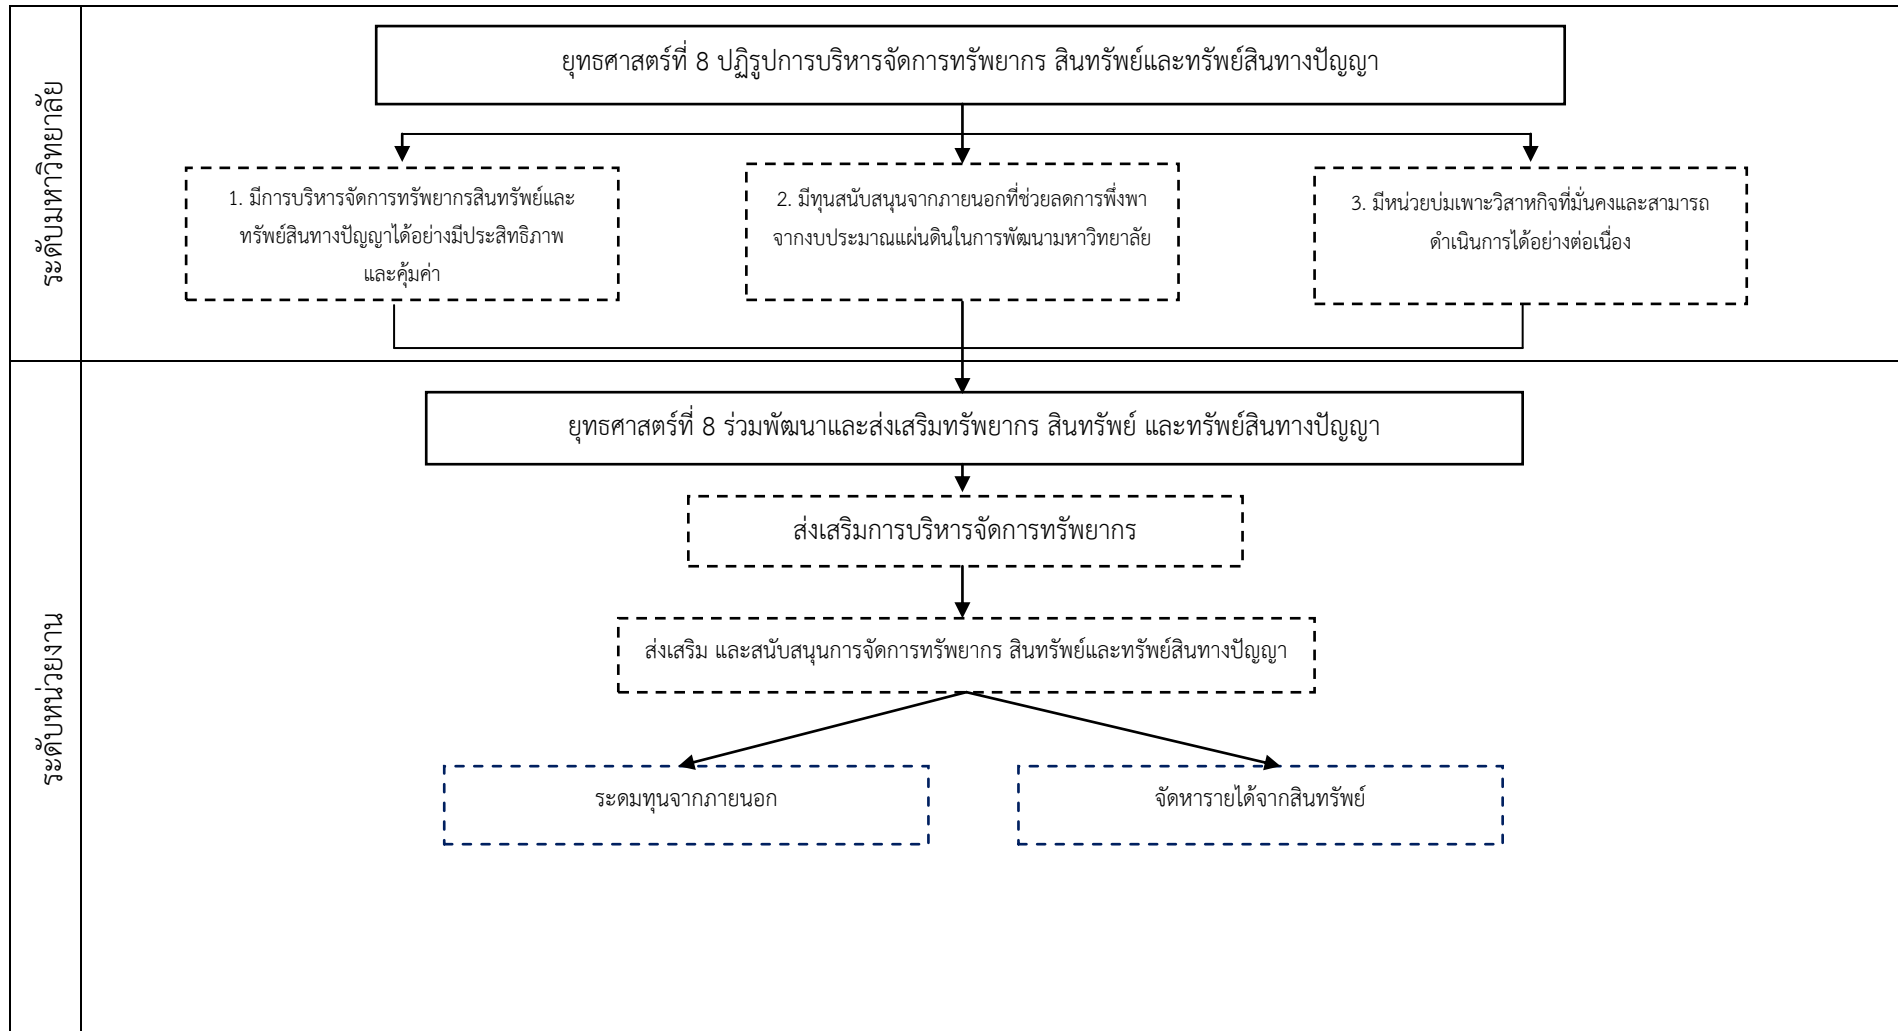 ระดับมหาวิทยาลัย
ยุทธศาสตร์ที่ 8 ปฏิรูปการบริหารจัดการทรัพยากร สินทรัพย์และทรัพย์สินทางปัญญา
1. มีการบริหารจัดการทรัพยากรสินทรัพย์และ
ทรัพย์สินทางปัญญาได้อย่างมีประสิทธิภาพ
และคุ้มค่า
2. มีทุนสนับสนุนจากภายนอกที่ช่วยลดการพึ่งพา
จากงบประมาณแผ่นดินในการพัฒนามหาวิทยาลัย
3. มีหน่วยบ่มเพาะวิสาหกิจที่มั่นคงและสามารถ
ดำเนินการได้อย่างต่อเนื่อง
ระดับหน่วยงาน
ยุทธศาสตร์ที่ 8 ร่วมพัฒนาและส่งเสริมทรัพยากร สินทรัพย์ และทรัพย์สินทางปัญญา
ส่งเสริมการบริหารจัดการทรัพยากร
ส่งเสริม และสนับสนุนการจัดการทรัพยากร สินทรัพย์และทรัพย์สินทางปัญญา
ระดมทุนจากภายนอก
จัดหารายได้จากสินทรัพย์